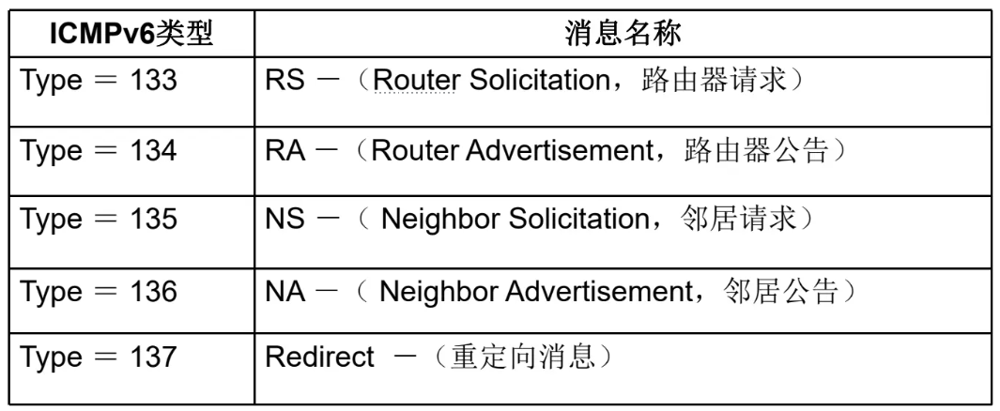 ICMPv6类型 消息名称
Type ＝ 133 RS －（Router Solicitation，路由器请求）
Type ＝ 134 RA －（Router Advertisement，路由器公告）
Type ＝ 135 NS －（ Neighbor Solicitation，邻居请求）
Type ＝ 136 NA －（ Neighbor Advertisement，邻居公告）
Type ＝ 137 Redirect －（重定向消息）